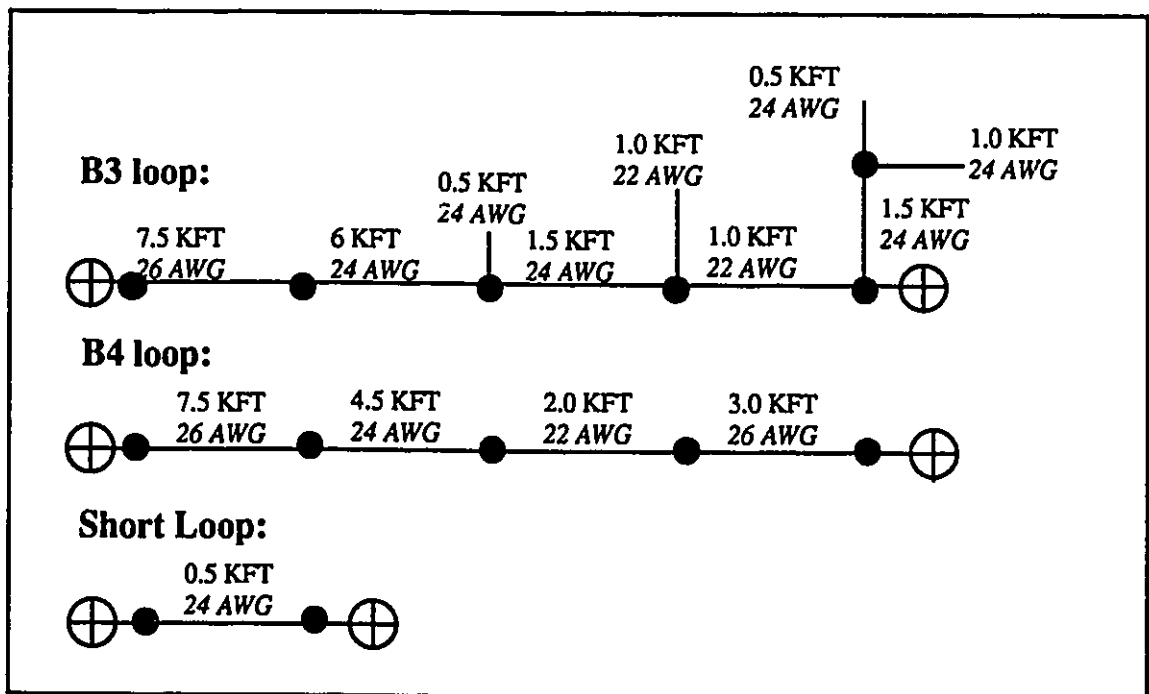 0.5 KFT
24 AWG
1.0 KFT
22 AWG
1.0 KFT
24 AWG
B3 loop:
0.5 KFT
24 AWG
7.5 KFT
26 AWG
6 KFT
24 AWG
1.5 KFT
24 AWG
1.0 KFT
22 AWG
1.5 KFT
24 AWG
B4 loop:
7.5 KFT
26 AWG
4.5 KFT
24 AWG
2.0 KFT
22 AWG
3.0 KFT
26 AWG
Short Loop:
0.5 KFT
24 AWG